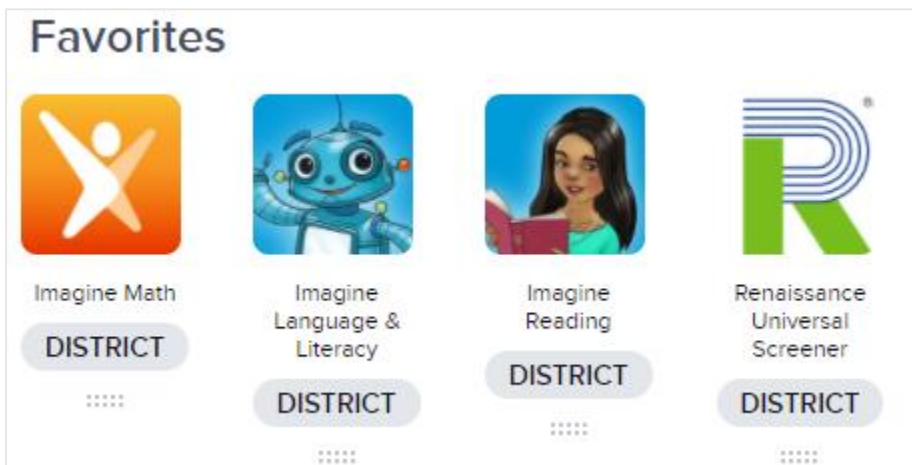 Favorites
Imagine Math
DISTRICT
Imagine
Language &
Literacy
DISTRICT
Imagine
Reading
DISTRICT
R®
Renaissance
Universal
Screener
DISTRICT